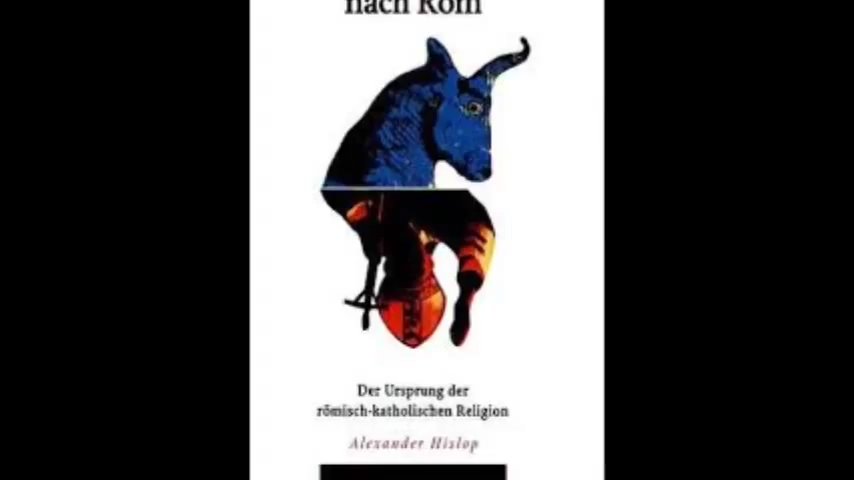 nach Rom
Der Ursprung der
römisch-katholischen Religion
Alexander Hislop